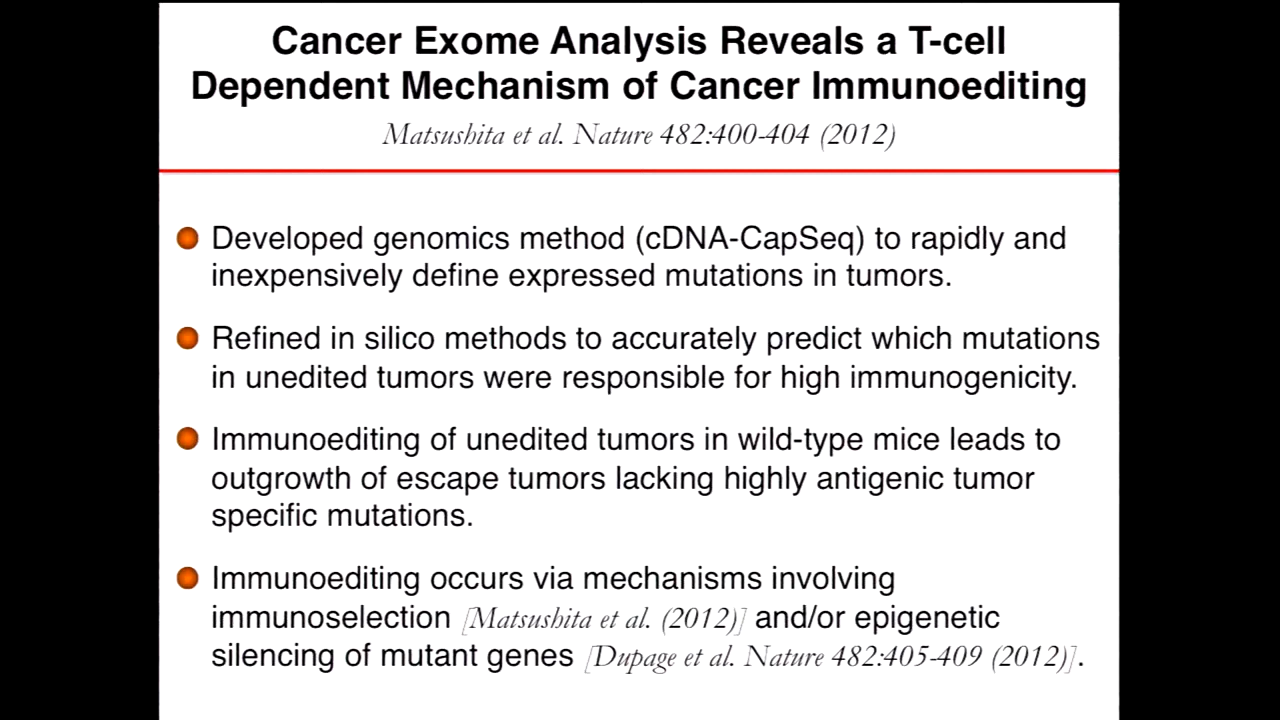 Cancer Exome Analysis Reveals a T-cell
Dependent Mechanism of Cancer Immunoediting
Matsushita et al. Nature 482:400-404 (2012)
Developed genomics method (cDNA-CapSeq) to rapidly and
inexpensively define expressed mutations in tumors.
Refined in silico methods to accurately predict which mutations
in unedited tumors were responsible for high immunogenicity.
Immunoediting of unedited tumors in wild-type mice leads to
outgrowth of escape tumors lacking highly antigenic tumor
specific mutations.
Immunoediting occurs via mechanisms involving
immunoselection [Matsushita et al. (2012)] and/or epigenetic
silencing of mutant genes [Dupage et al. Nature 482:405-409 (2012)].